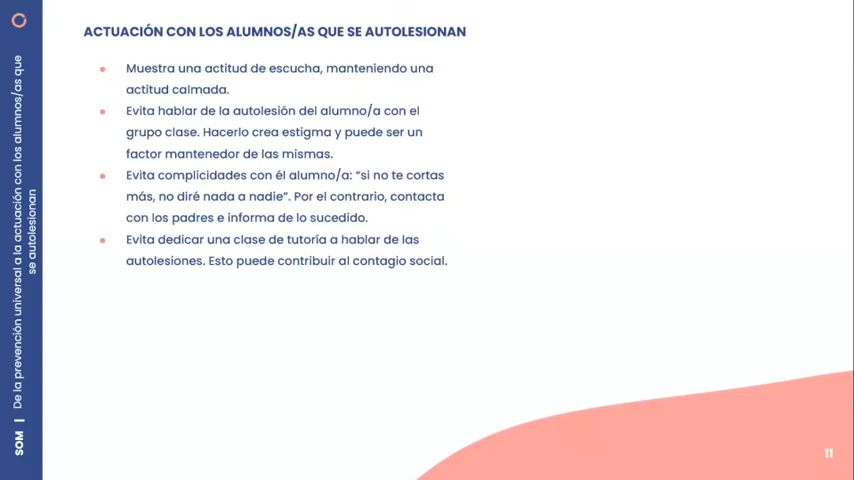 ACTUACIÓN CON LOS ALUMNOS/AS QUE SE AUTOLESIONAN
Muestra una actitud de escucha, manteniendo una
actitud calmada.
Evita hablar de la autolesión del alumno/a con el
grupo clase. Hacerlo crea estigma y puede ser un
factor mantenedor de las mismas.
Evita complicidades con él alumno/a: “si no te cortas
más, no diré nada a nadie”. Por el contrario, contacta
con los padres e informa de lo sucedido.
Evita dedicar una clase de tutoría a hablar de las
autolesiones. Esto puede contribuir al contagio social.
SOM | De la prevención universal a la actuación con los alumnos/as que
se autolesionan
11